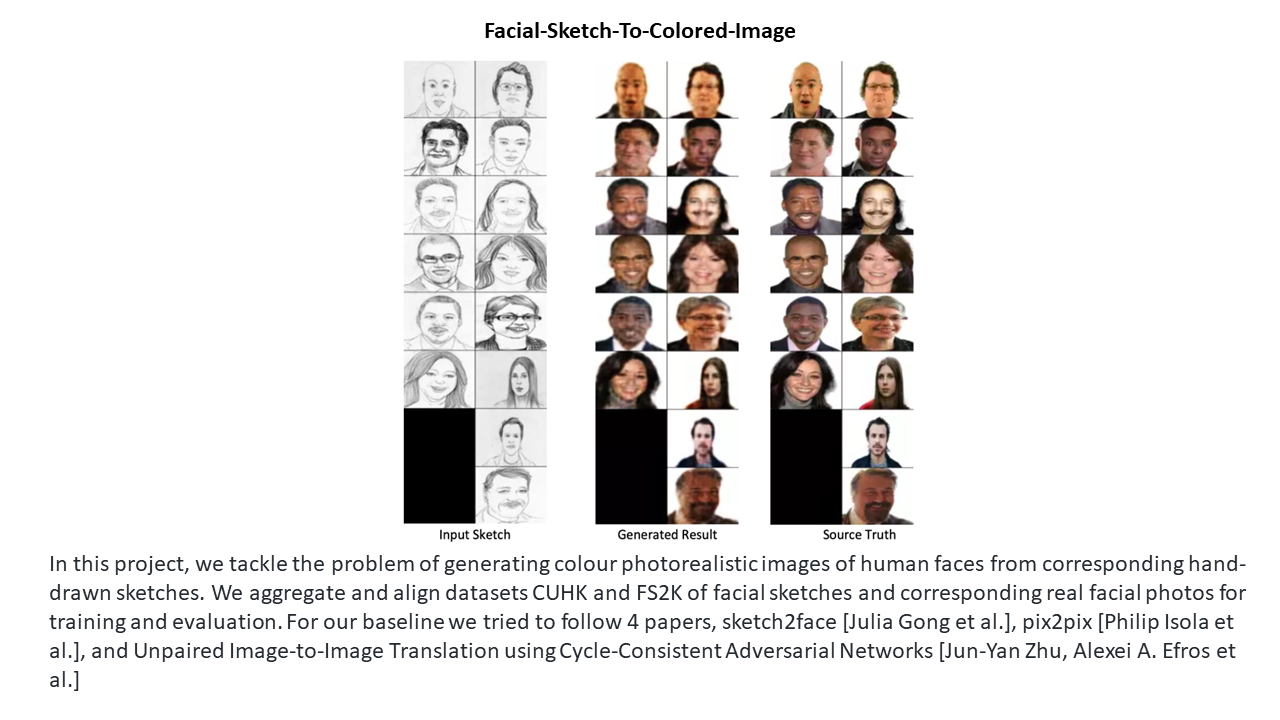 Facial-Sketch-To-Colored-Image
Input Sketch
Generated Result
Source Truth
In this project, we tackle the problem of generating colour photorealistic images of human faces from corresponding hand-
drawn sketches. We aggregate and align datasets CUHK and FS2K of facial sketches and corresponding real facial photos for
training and evaluation. For our baseline we tried to follow 4 papers, sketch2face [Julia Gong et al.], pix2pix [Philip Isola et
al.], and Unpaired Image-to-Image Translation using Cycle-Consistent Adversarial Networks [Jun-Yan Zhu, Alexei A. Efros et
al.]